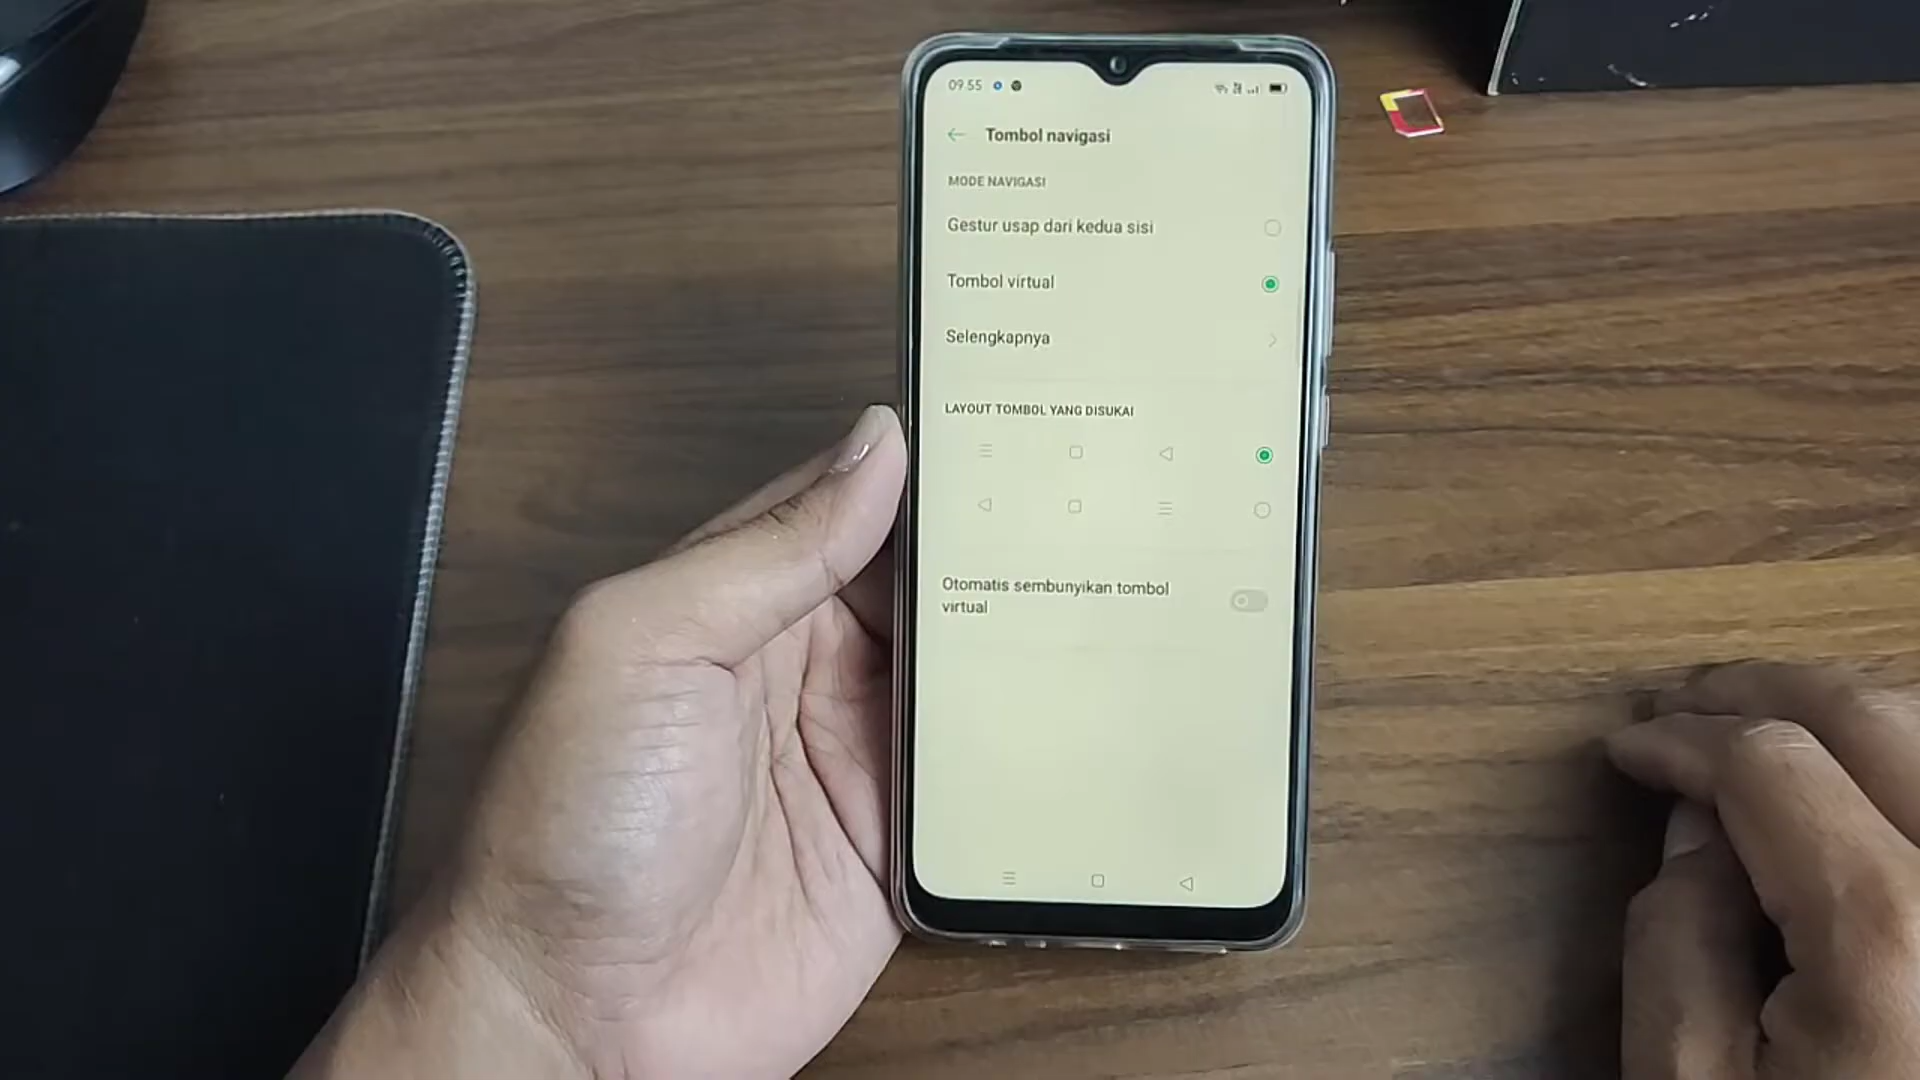 09.55
Tombol navigasi
MODE NAVIGASI
Gestur usap dari kedua sisi
Tombol virtual
Selengkapnya
LAYOUT TOMBOL YANG DISUKAI
Otomatis sembunyikan tombol
virtual